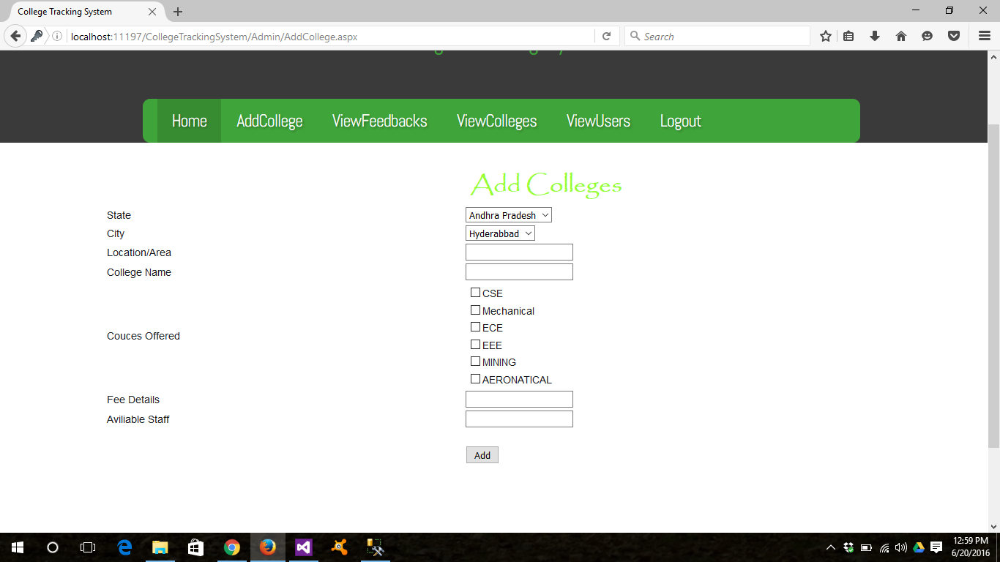 College Tracking System
localhost:11197/CollegeTrackingSystem/Admin/AddCollege.aspx
Search
Home AddCollege ViewFeedbacks ViewColleges ViewUsers Logout
Add Colleges
State Andhra Pradesh
City Hyderabbad
Location/Area
College Name
CSE
Mechanical
ECE
Couces Offered
EEE
MINING
AERONATICAL
Fee Details
Aviliable Staff
Add
12:59 PM
6/20/2016